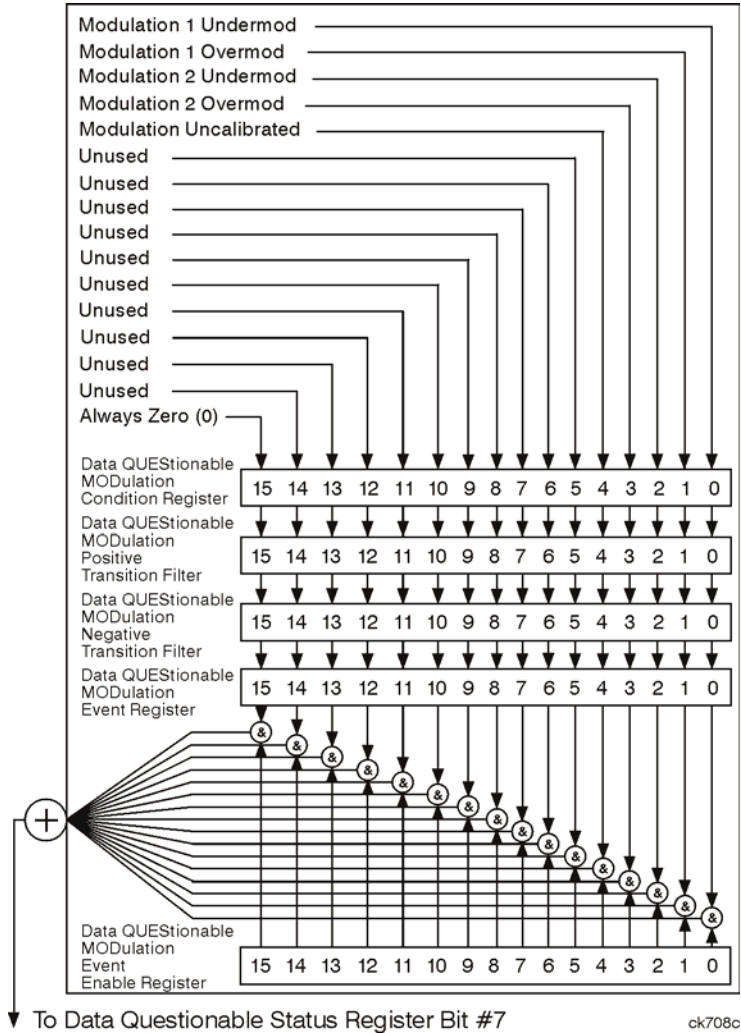 Modulation 1 Undermod
Modulation 1 Overmod
Modulation 2 Undermod
Modulation 2 Overmod
Modulation Uncalibrated
Unused
Unused
Unused
Unused
Unused
Unused
Unused
Unused
Unused
Unused
Always Zero (0)
Data QUEStionable
MODulation
Condition Register
15 14 13 12 11 10 9 8 7 6 5 4 3 2 1 0
Data QUEStionable
MODulation
Positive
Transition Filter
15 14 13 12 11 10 9 8 7 6 5 4 3 2 1 0
Data QUEStionable
MODulation
Negative
Transition Filter
15 14 13 12 11 10 9 8 7 6 5 4 3 2 1 0
Data QUEStionable
MODulation
Event Register
15 14 13 12 11 10 9 8 7 6 5 4 3 2 1 0
& & & & & & & & & & & & & & & &
+
Data QUEStionable
MODulation
Event
Enable Register
15 14 13 12 11 10 9 8 7 6 5 4 3 2 1 0
To Data Questionable Status Register Bit #7
ck708c